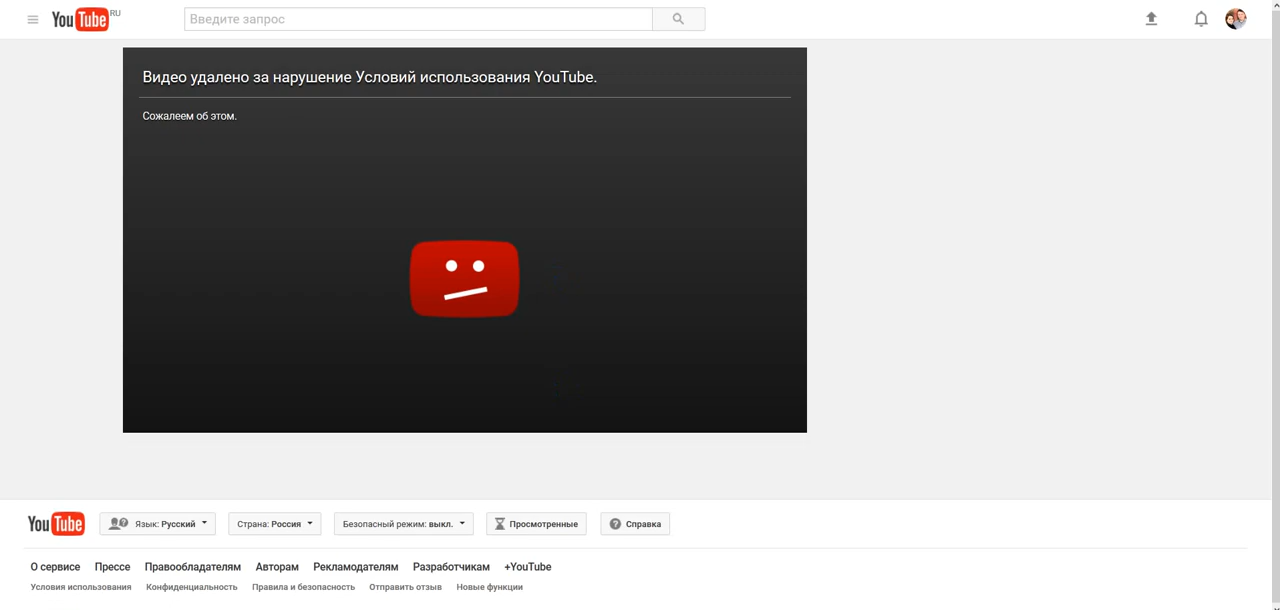 YouTube RU
Введите запрос
Видео удалено за нарушение Условий использования YouTube.
Сожалеем об этом.
YouTube Язык: Русский Страна: Россия Безопасный режим: выкл. Просмотренные Справка
О сервисе Прессе Правообладателям Авторам Рекламодателям Разработчикам +YouTube
Условия использования Конфиденциальность Правила и безопасность Отправить отзыв Новые функции